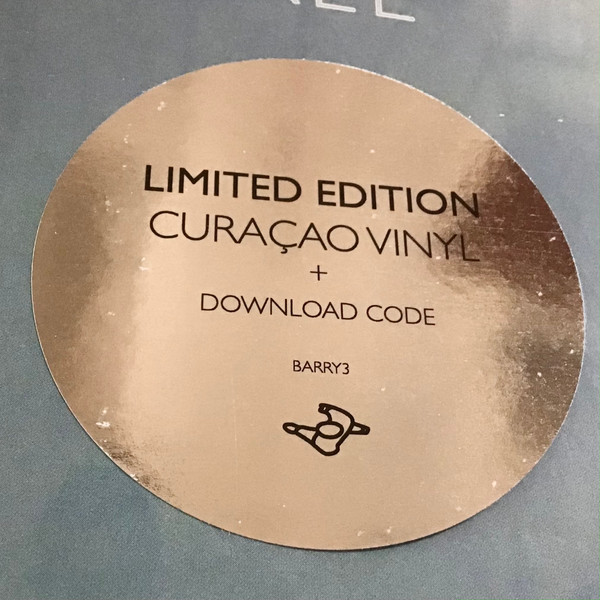 LIMITED EDITION
CURAÇAO VINYL
+
DOWNLOAD CODE
BARRY3